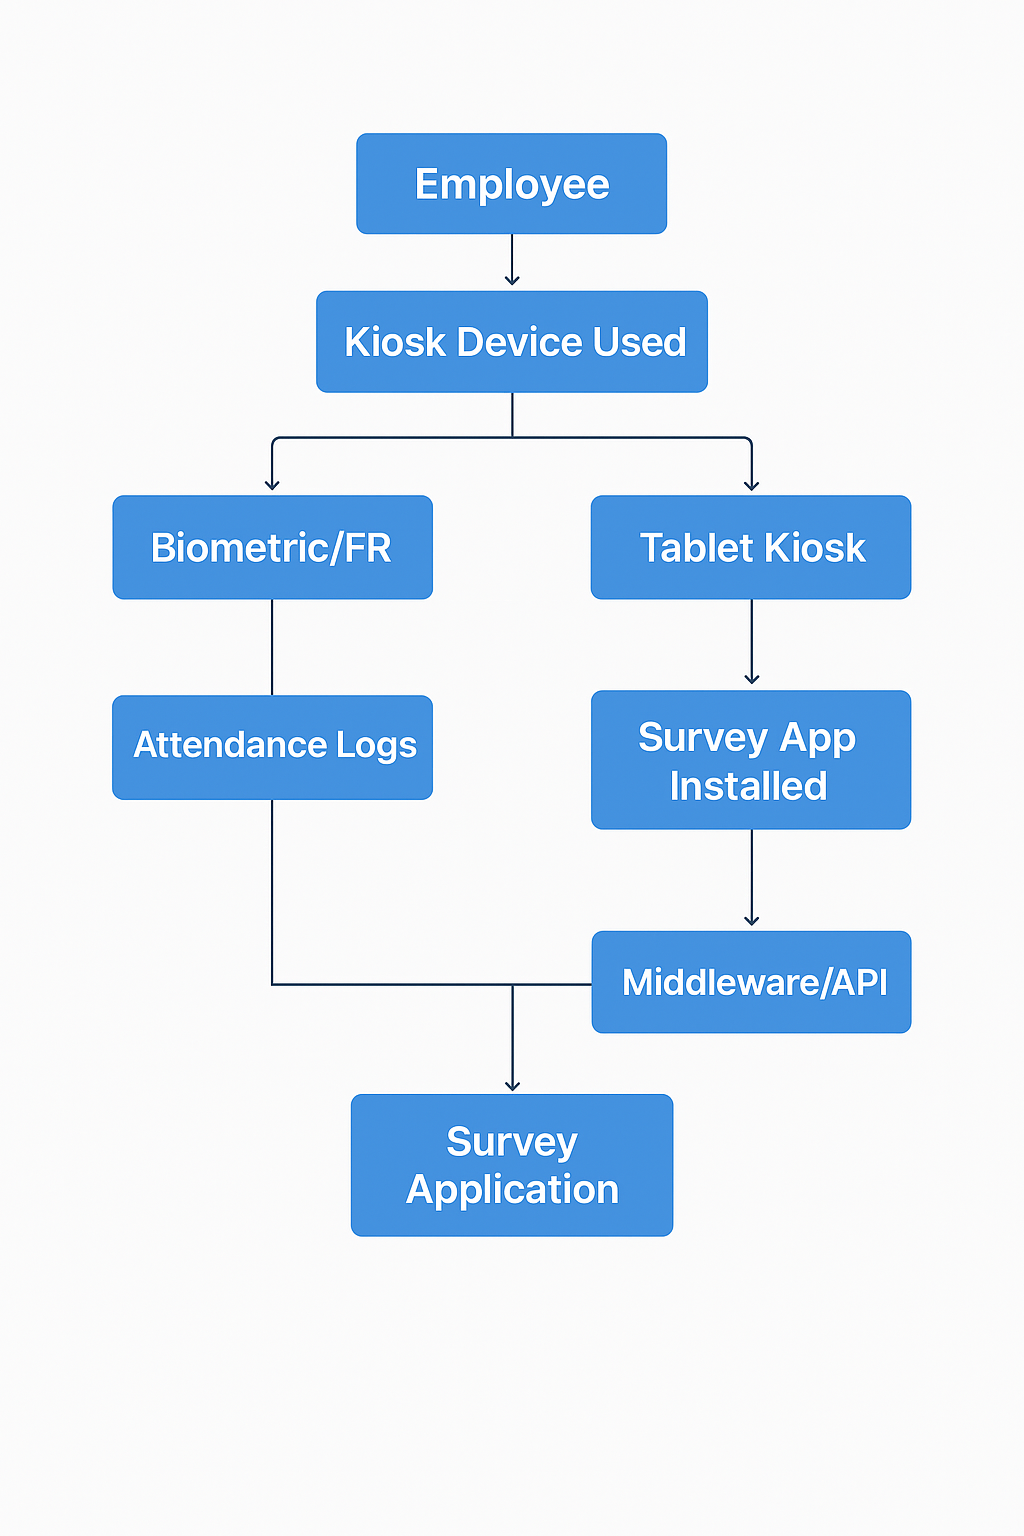 Employee
Kiosk Device Used
Biometric/FR
Tablet Kiosk
Attendance Logs
Survey App
Installed
Middleware/API
Survey
Application